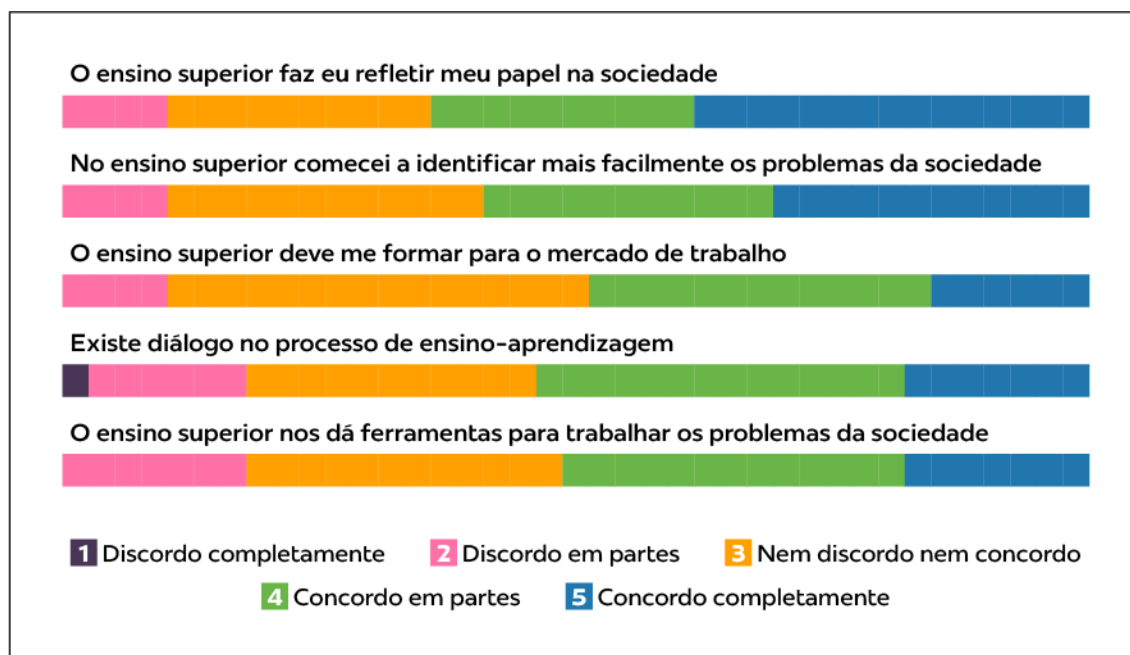 O ensino superior faz eu refletir meu papel na sociedade
No ensino superior comecei a identificar mais facilmente os problemas da sociedade
O ensino superior deve me formar para o mercado de trabalho
Existe diálogo no processo de ensino-aprendizagem
O ensino superior nos dá ferramentas para trabalhar os problemas da sociedade
1 Discordo completamente 2 Discordo em partes 3 Nem discordo nem concordo
4 Concordo em partes 5 Concordo completamente